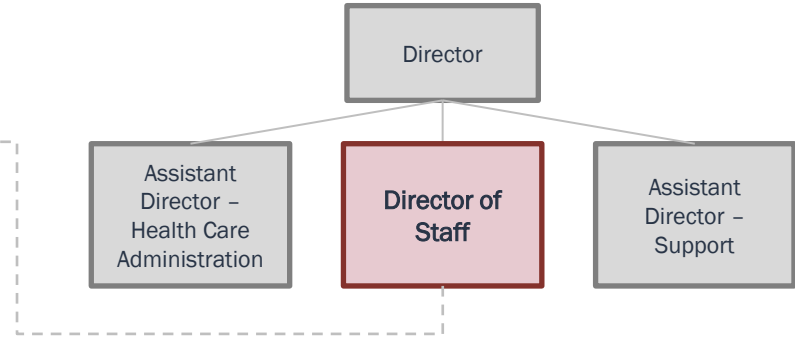 Director
Assistant
Director –
Health Care
Administration
Director of
Staff
Assistant
Director –
Support